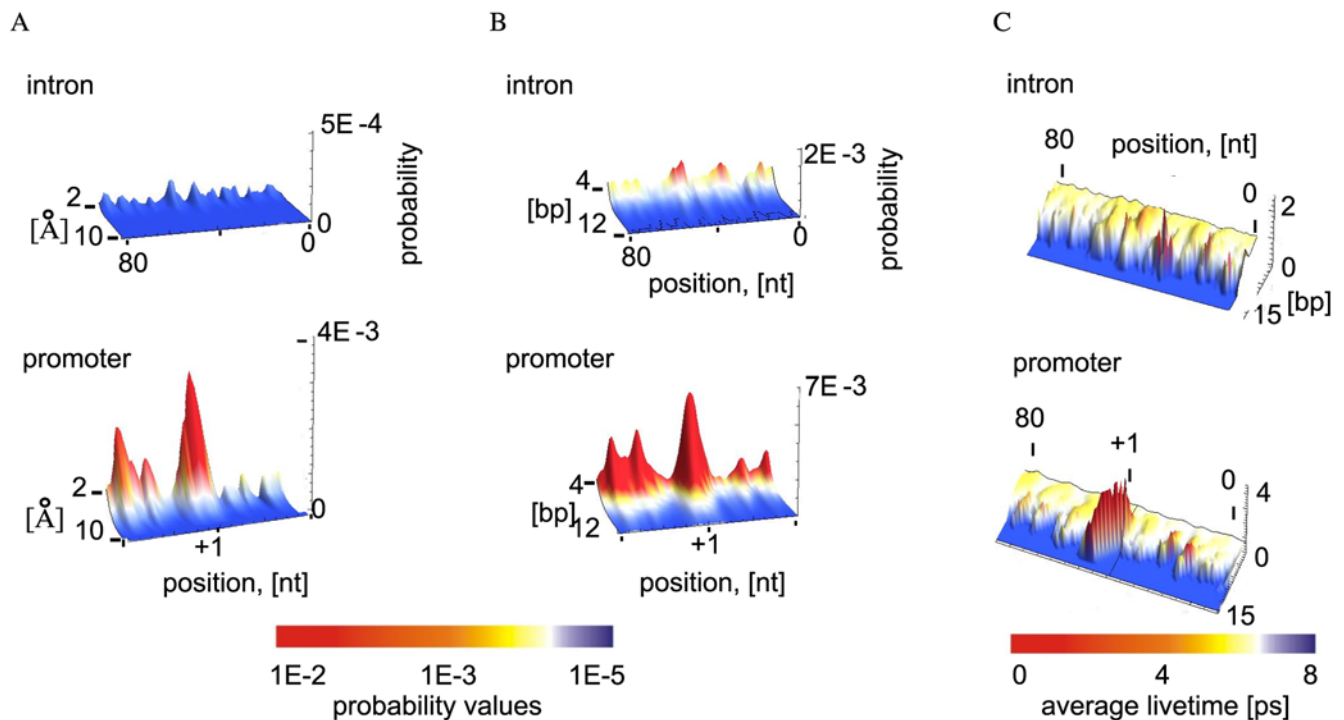 A
intron
5E -4
probability
2
[Å]
10
80
0
0
promoter
4E -3
2
[Å]
10
0
+1
position, [nt]
B
intron
2E -3
probability
4
[bp]
12
80
0
position, [nt]
promoter
7E -3
4
[bp]
12
+1
position, [nt]
1E-2 1E-3 1E-5
probability values
C
intron
80
position, [nt]
0
2
0
[bp]
15
promoter
80
+1
0
4
0
15
0 4 8
average livetime [ps]